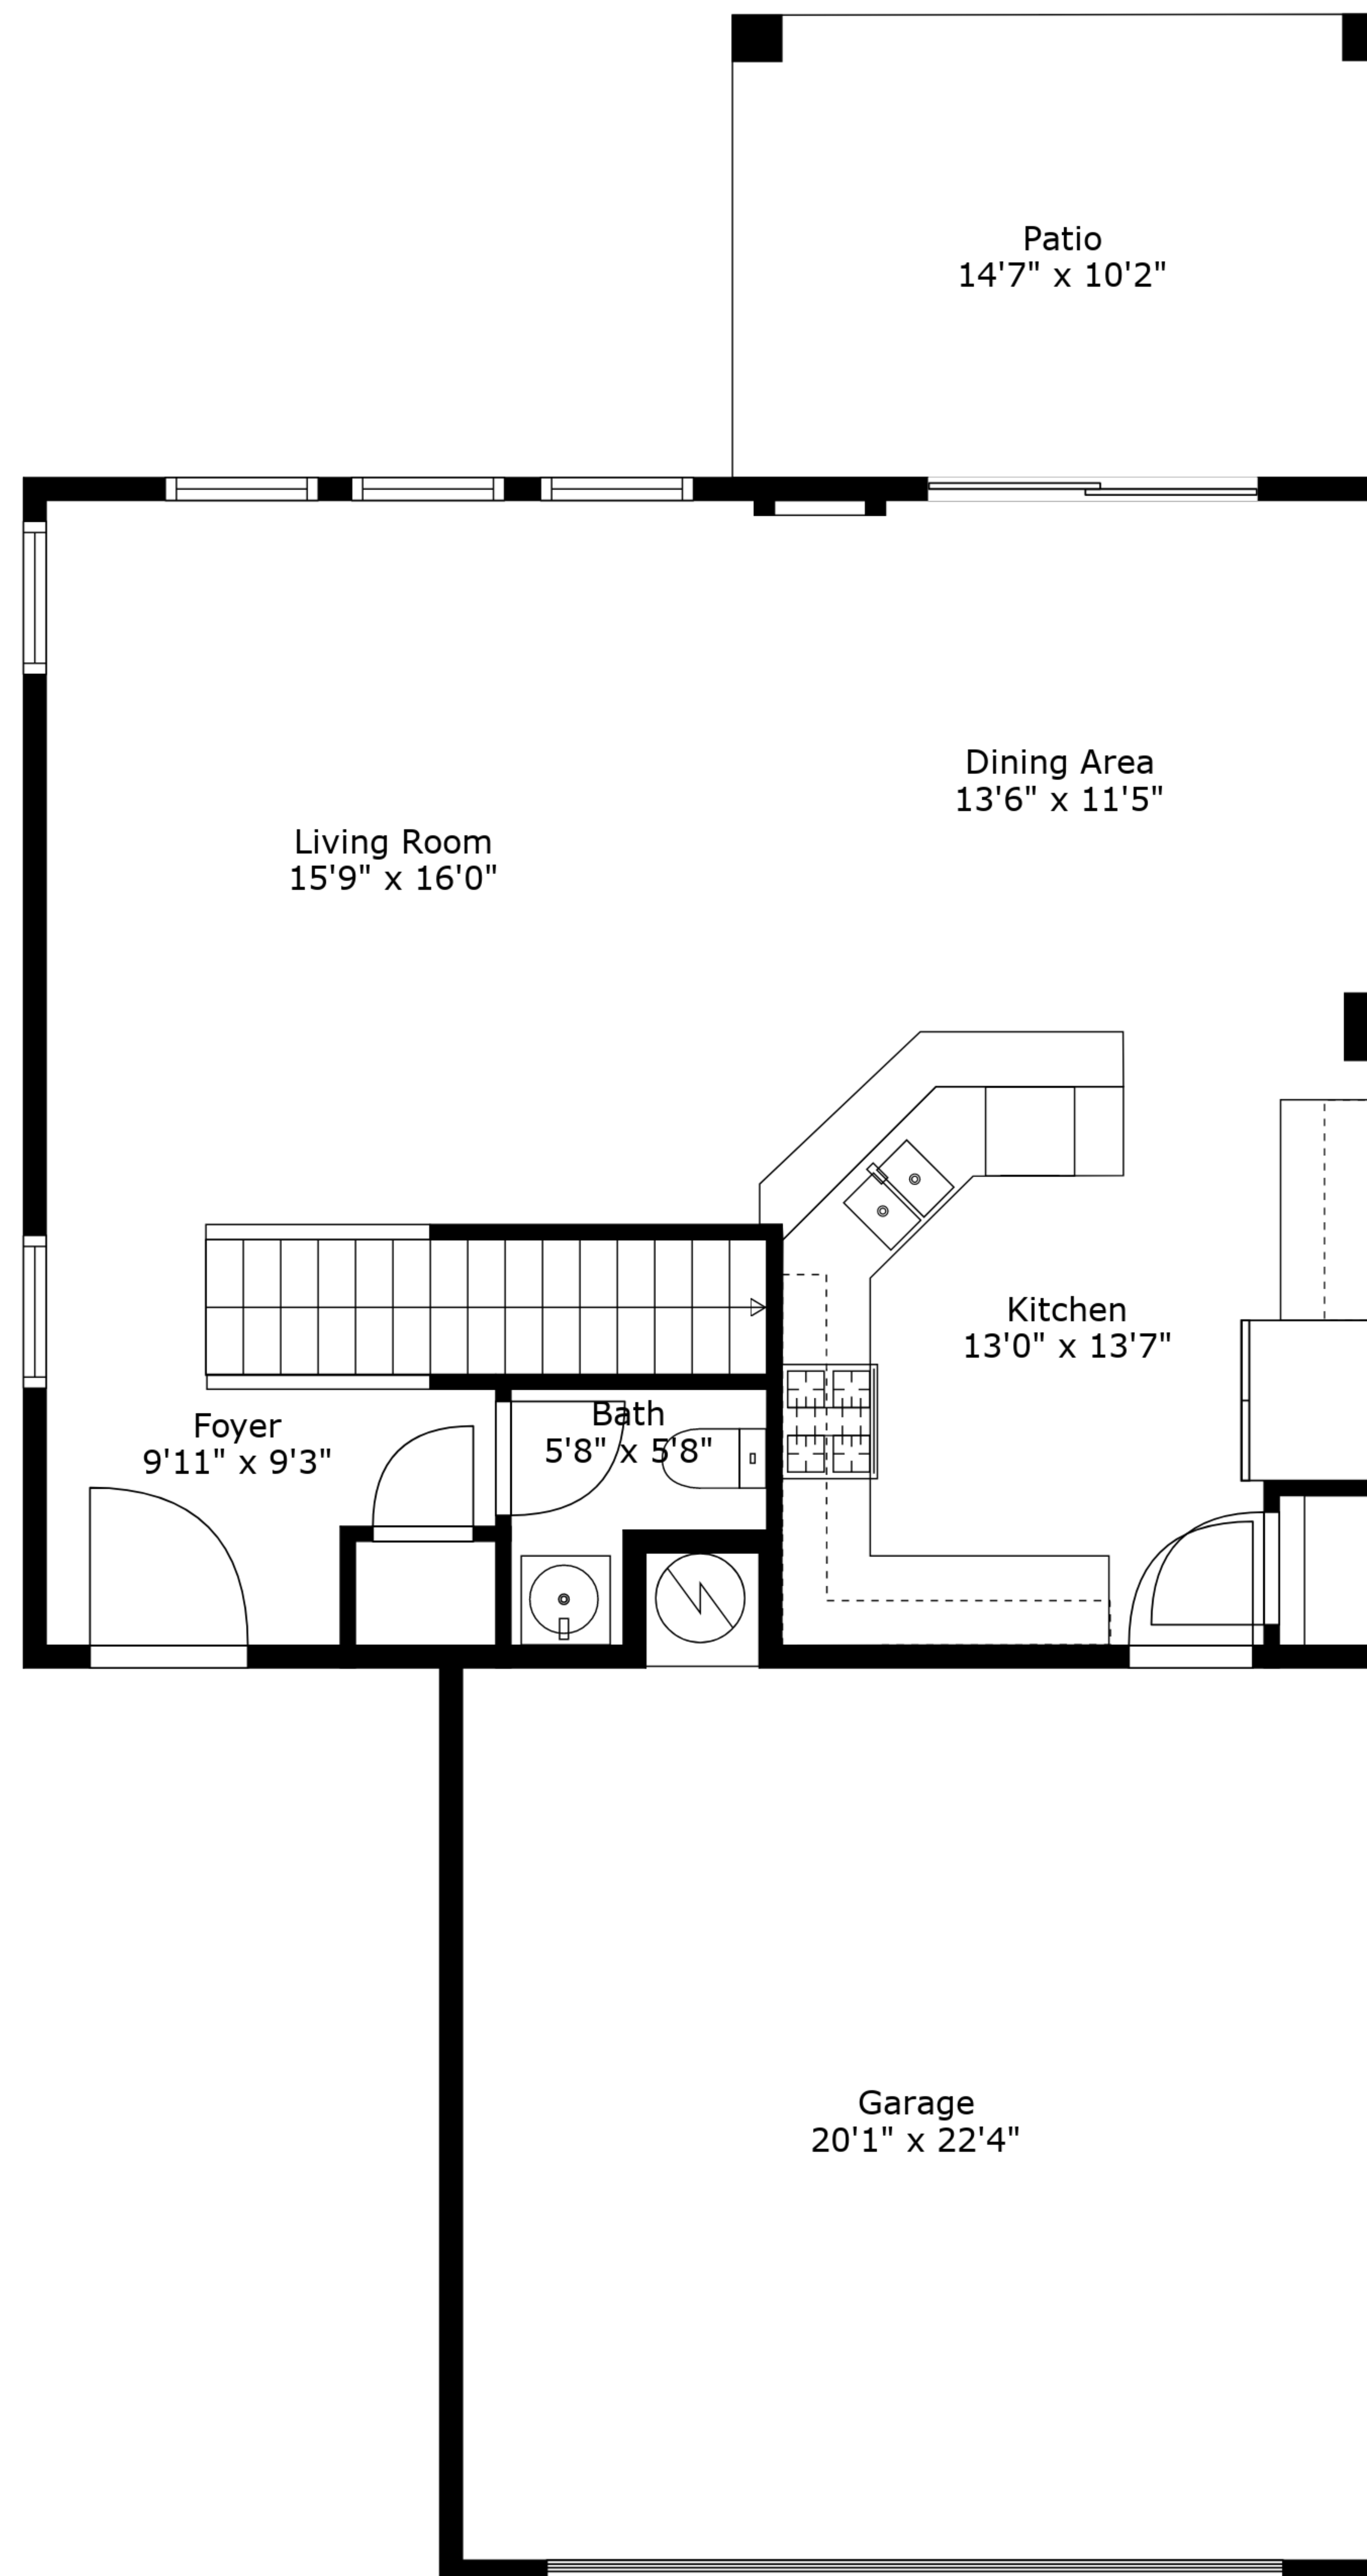 Patio
14'7" x 10'2"
Dining Area
13'6" x 11'5"
Living Room
15'9" x 16'0"
Kitchen
13'0" x 13'7"
Foyer
9'11" x 9'3"
Bath
5'8" x 5'8"
Garage
20'1" x 22'4"